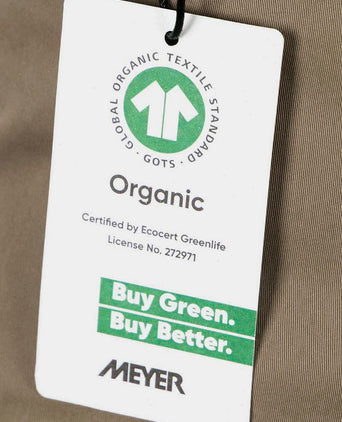 · GLOBAL ORGANIC TEXTILE STANDARD · GOTS
Organic
Certified by Ecocert Greenlife
License No. 272971
Buy Green.
Buy Better.
MEYER